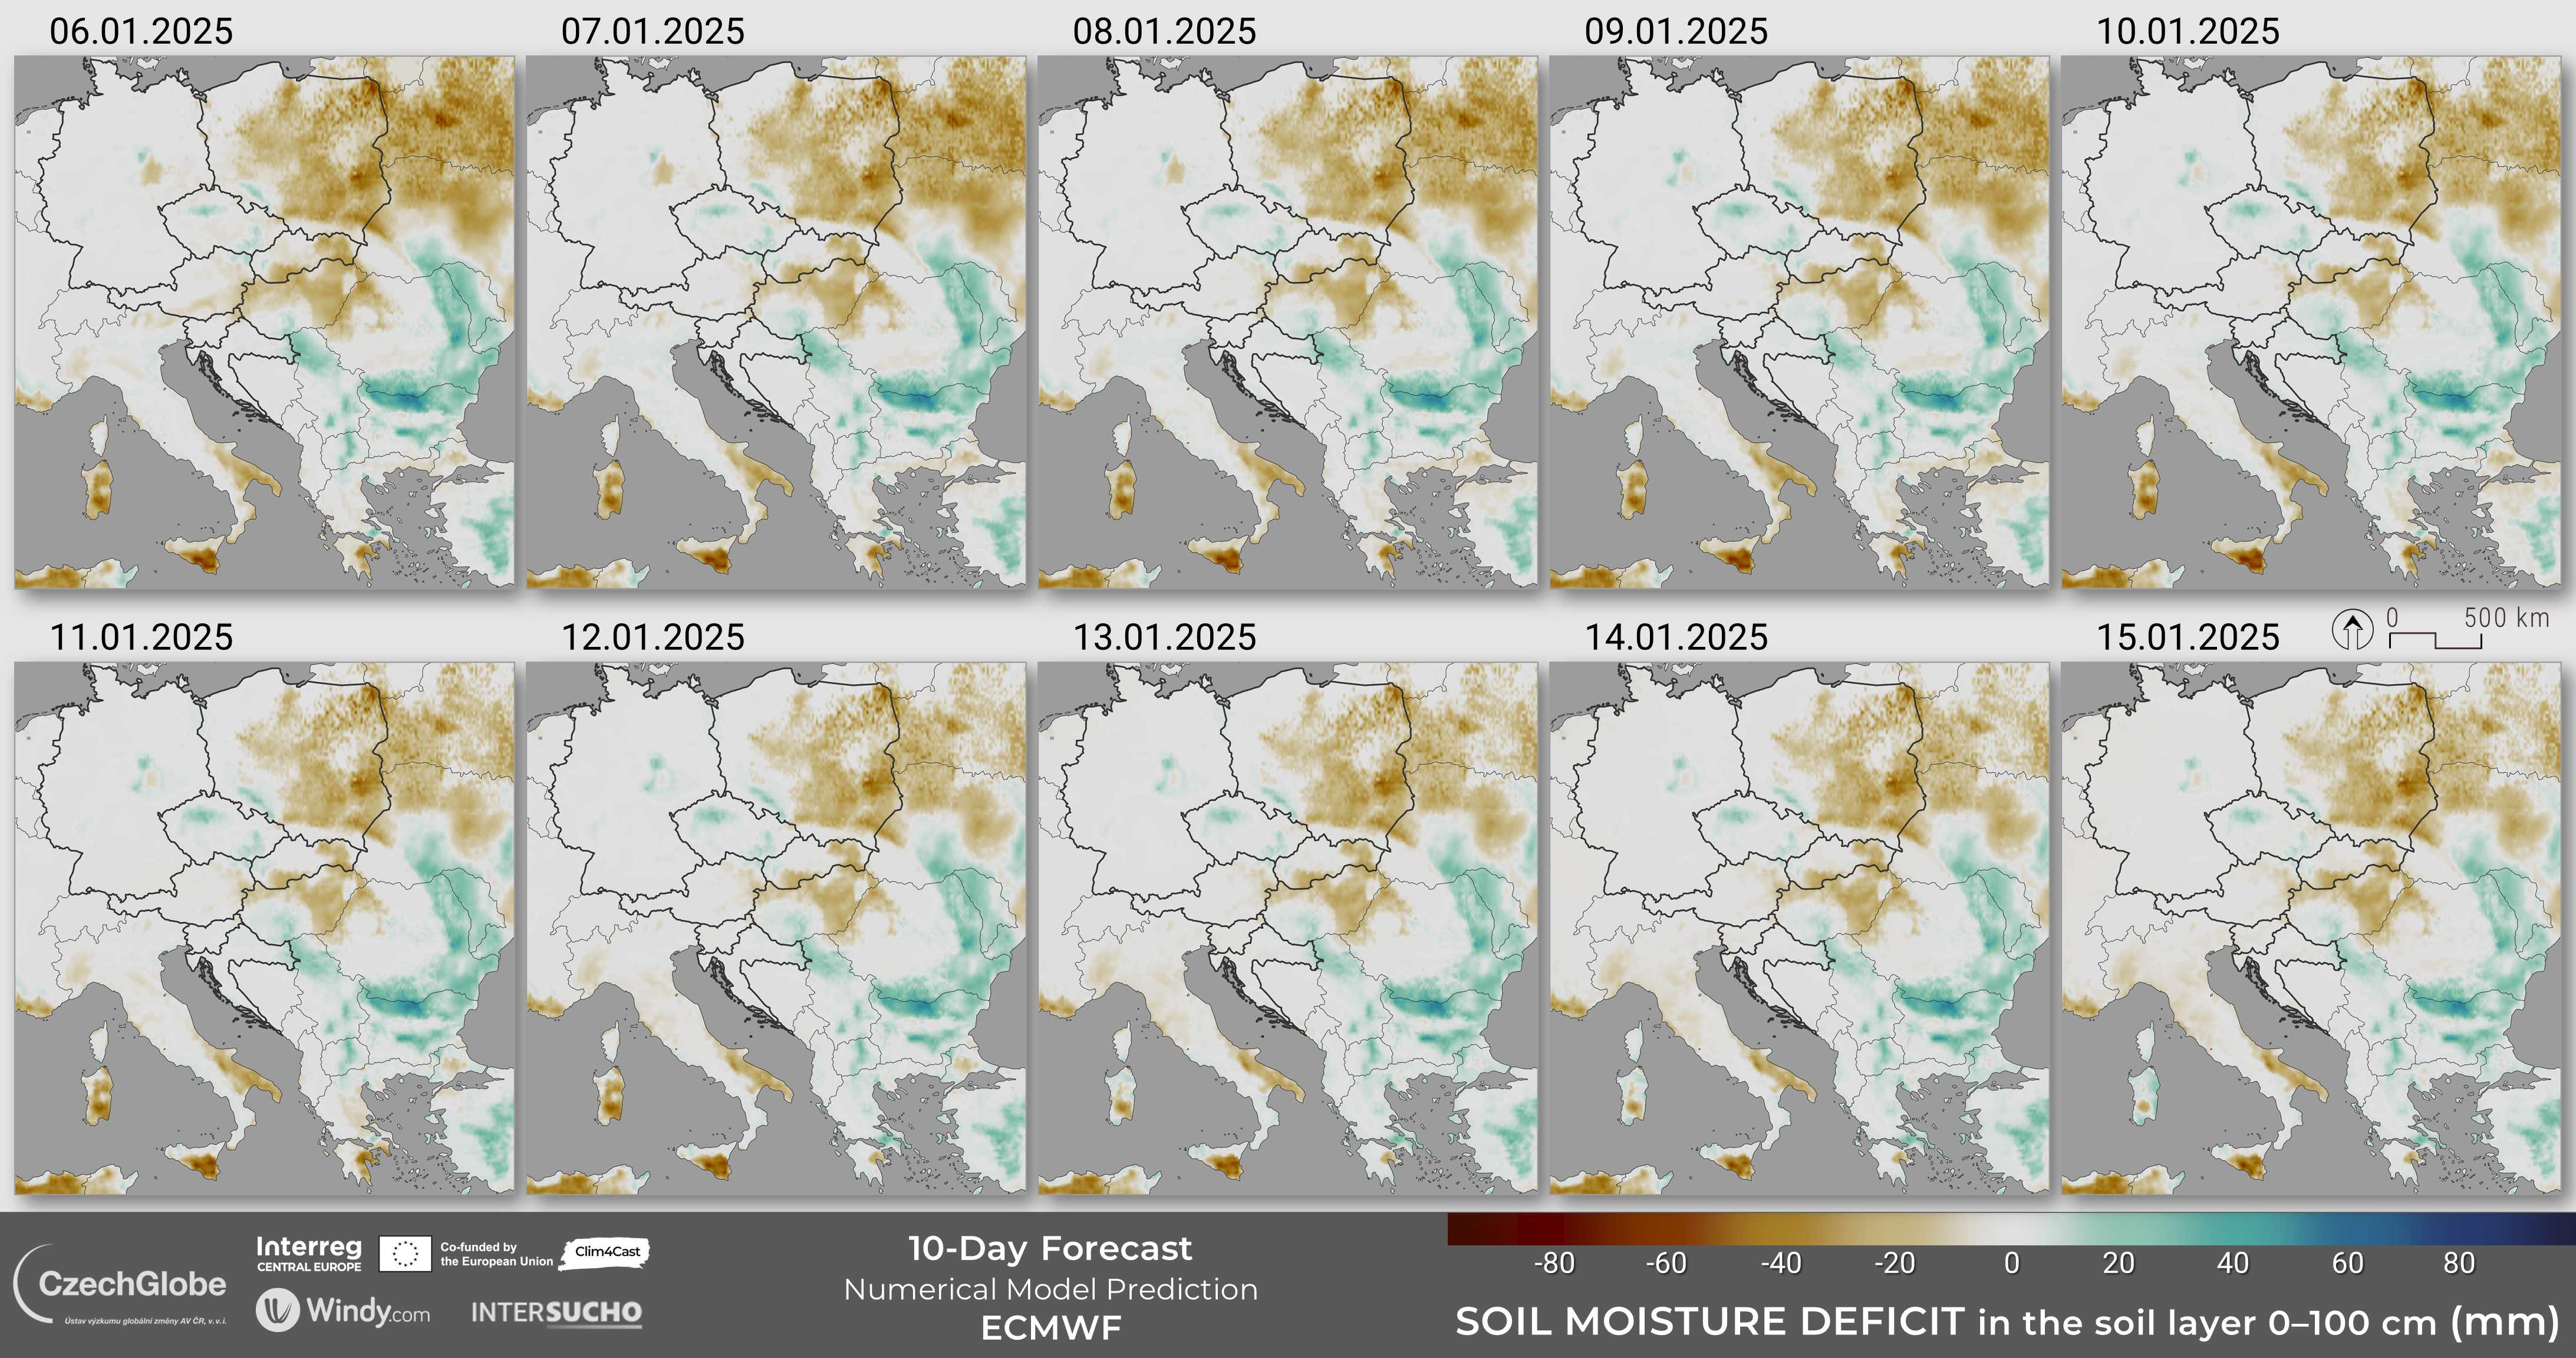 06.01.2025
07.01.2025
08.01.2025
09.01.2025
10.01.2025
11.01.2025
12.01.2025
13.01.2025
14.01.2025
15.01.2025
0 500 km
CzechGlobe
Ústav výzkumu globální změny AV ČR, v. v. i.
Interreg
CENTRAL EUROPE
Co-funded by
the European Union
Clim4Cast
Windy.com
INTERSUCHO
10-Day Forecast
Numerical Model Prediction
ECMWF
-80 -60 -40 -20 0 20 40 60 80
SOIL MOISTURE DEFICIT in the soil layer 0–100 cm (mm)